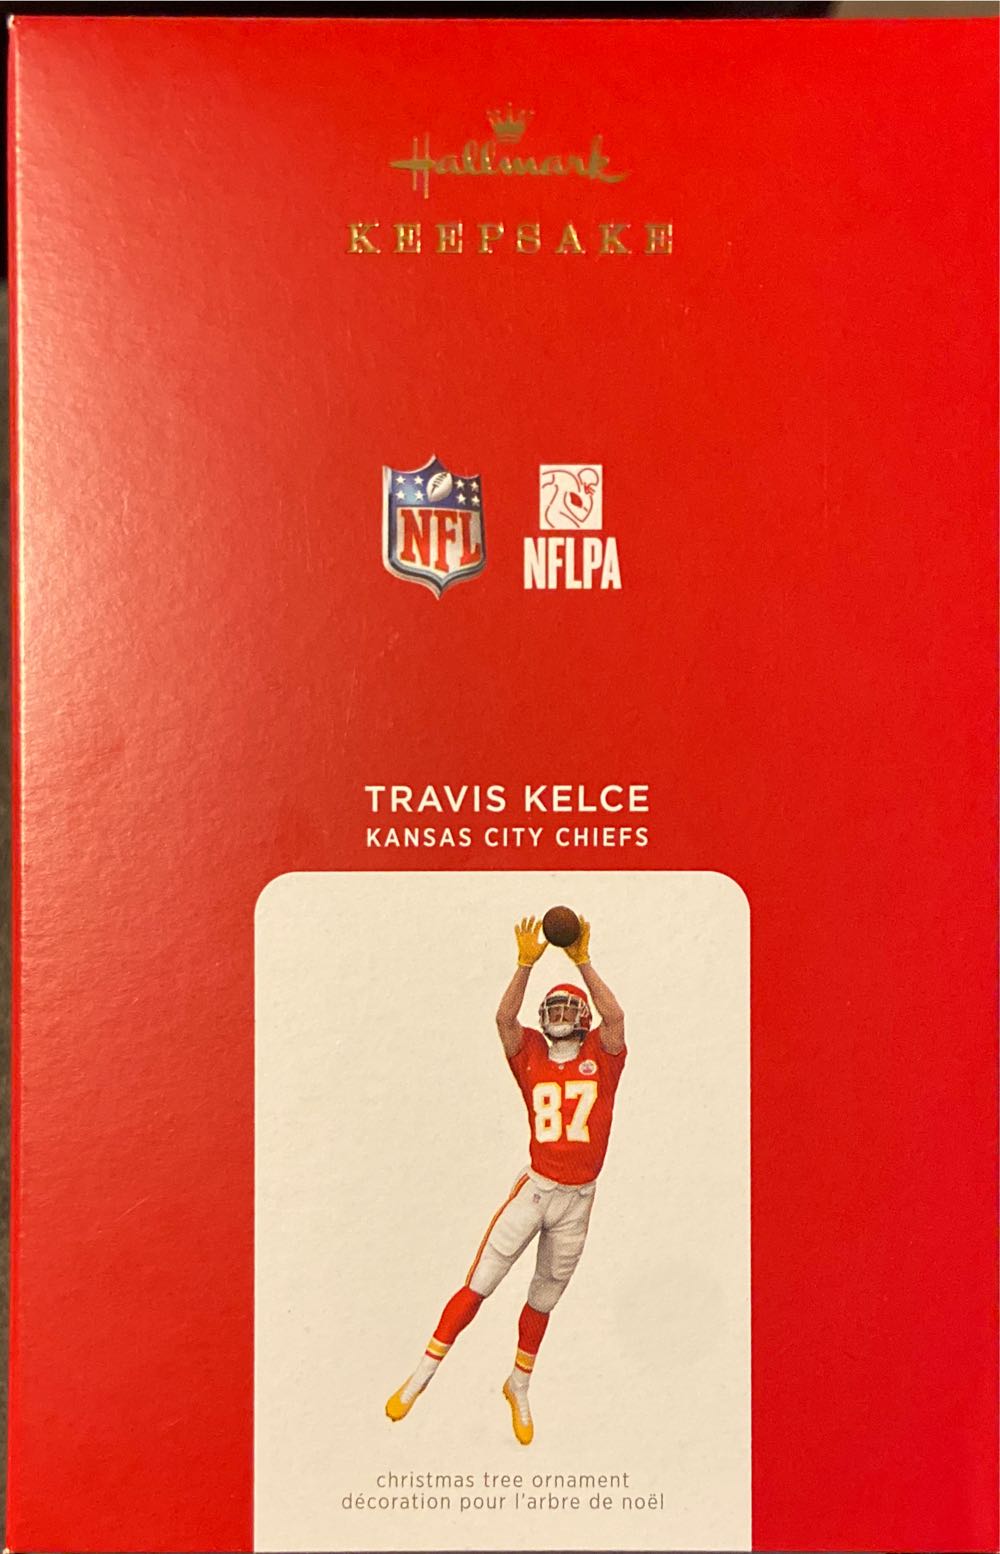 Hallmark
KEEPSAKE
NFL
NFLPA
TRAVIS KELCE
KANSAS CITY CHIEFS
87
christmas tree ornament
décoration pour l'arbre de noël